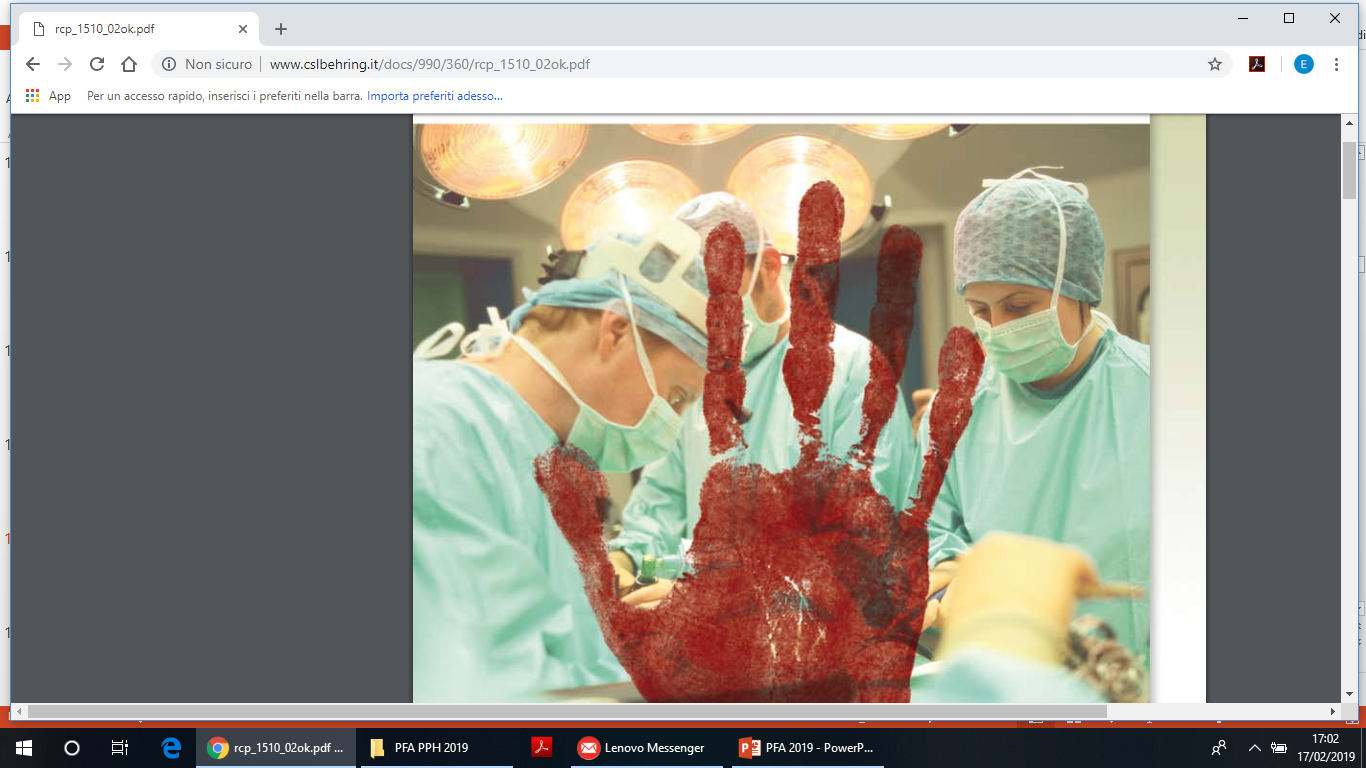 rcp_1510_02ok.pdf
Non sicuro www.cslbehring.it/docs/990/360/rcp_1510_02ok.pdf E
App Per un accesso rapido, inserisci i preferiti nella barra. Importa preferiti adesso...
rcp_1510_02ok.pdf ... PFA PPH 2019 Lenovo Messenger PFA 2019 - PowerP...
17:02
17/02/2019